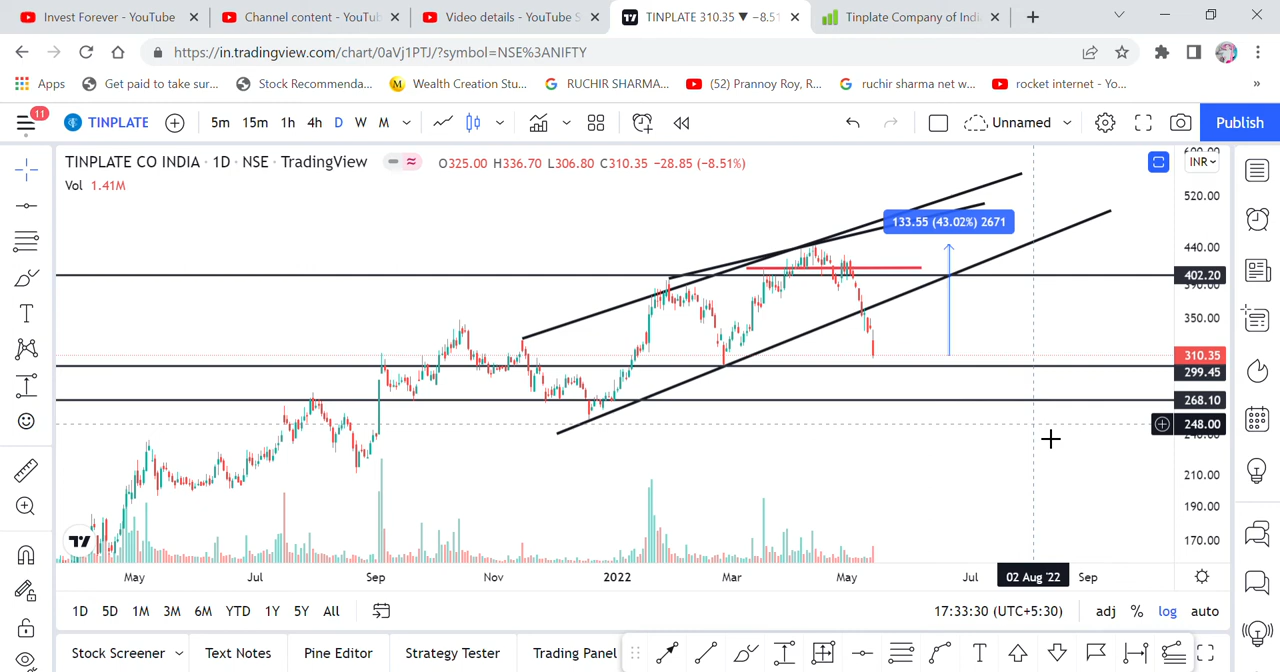 Invest Forever - YouTube
Channel content - YouTu
Video details - YouTube S
TINPLATE 310.35 ▼ −8.51
Tinplate Company of Indi
https://in.tradingview.com/chart/0aVj1PTJ/?symbol=NSE%3ANIFTY
Apps
Get paid to take sur...
Stock Recommenda...
M Wealth Creation Stu...
RUCHIR SHARMA...
(52) Prannoy Roy, R...
ruchir sharma net w...
rocket internet - Yo...
»
11
TINPLATE
5m 15m 1h 4h D W M
Unnamed
Publish
TINPLATE CO INDIA · 1D · NSE · TradingView
O325.00 H336.70 L306.80 C310.35 −28.85 (−8.51%)
INR
Vol 1.41M
600.00
520.00
133.55 (43.02%) 2671
440.00
402.20
390.00
350.00
310.35
299.45
268.10
248.00
240.00
210.00
190.00
170.00
May Jul Sep Nov 2022 Mar May Jul 02 Aug '22 Sep
1D 5D 1M 3M 6M YTD 1Y 5Y All
17:33:30 (UTC+5:30)
adj % log auto
Stock Screener
Text Notes
Pine Editor
Strategy Tester
Trading Panel